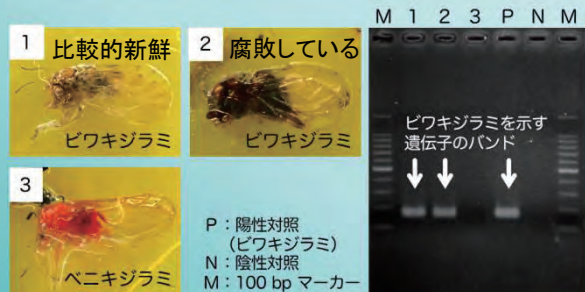 1
比較的新鮮
ビワキジラミ
2
腐敗している
ビワキジラミ
3
ベニキジラミ
P：陽性対照
（ビワキジラミ）
N：陰性対照
M：100 bp マーカー
M 1 2 3 P N M
ビワキジラミを示す
遺伝子のバンド